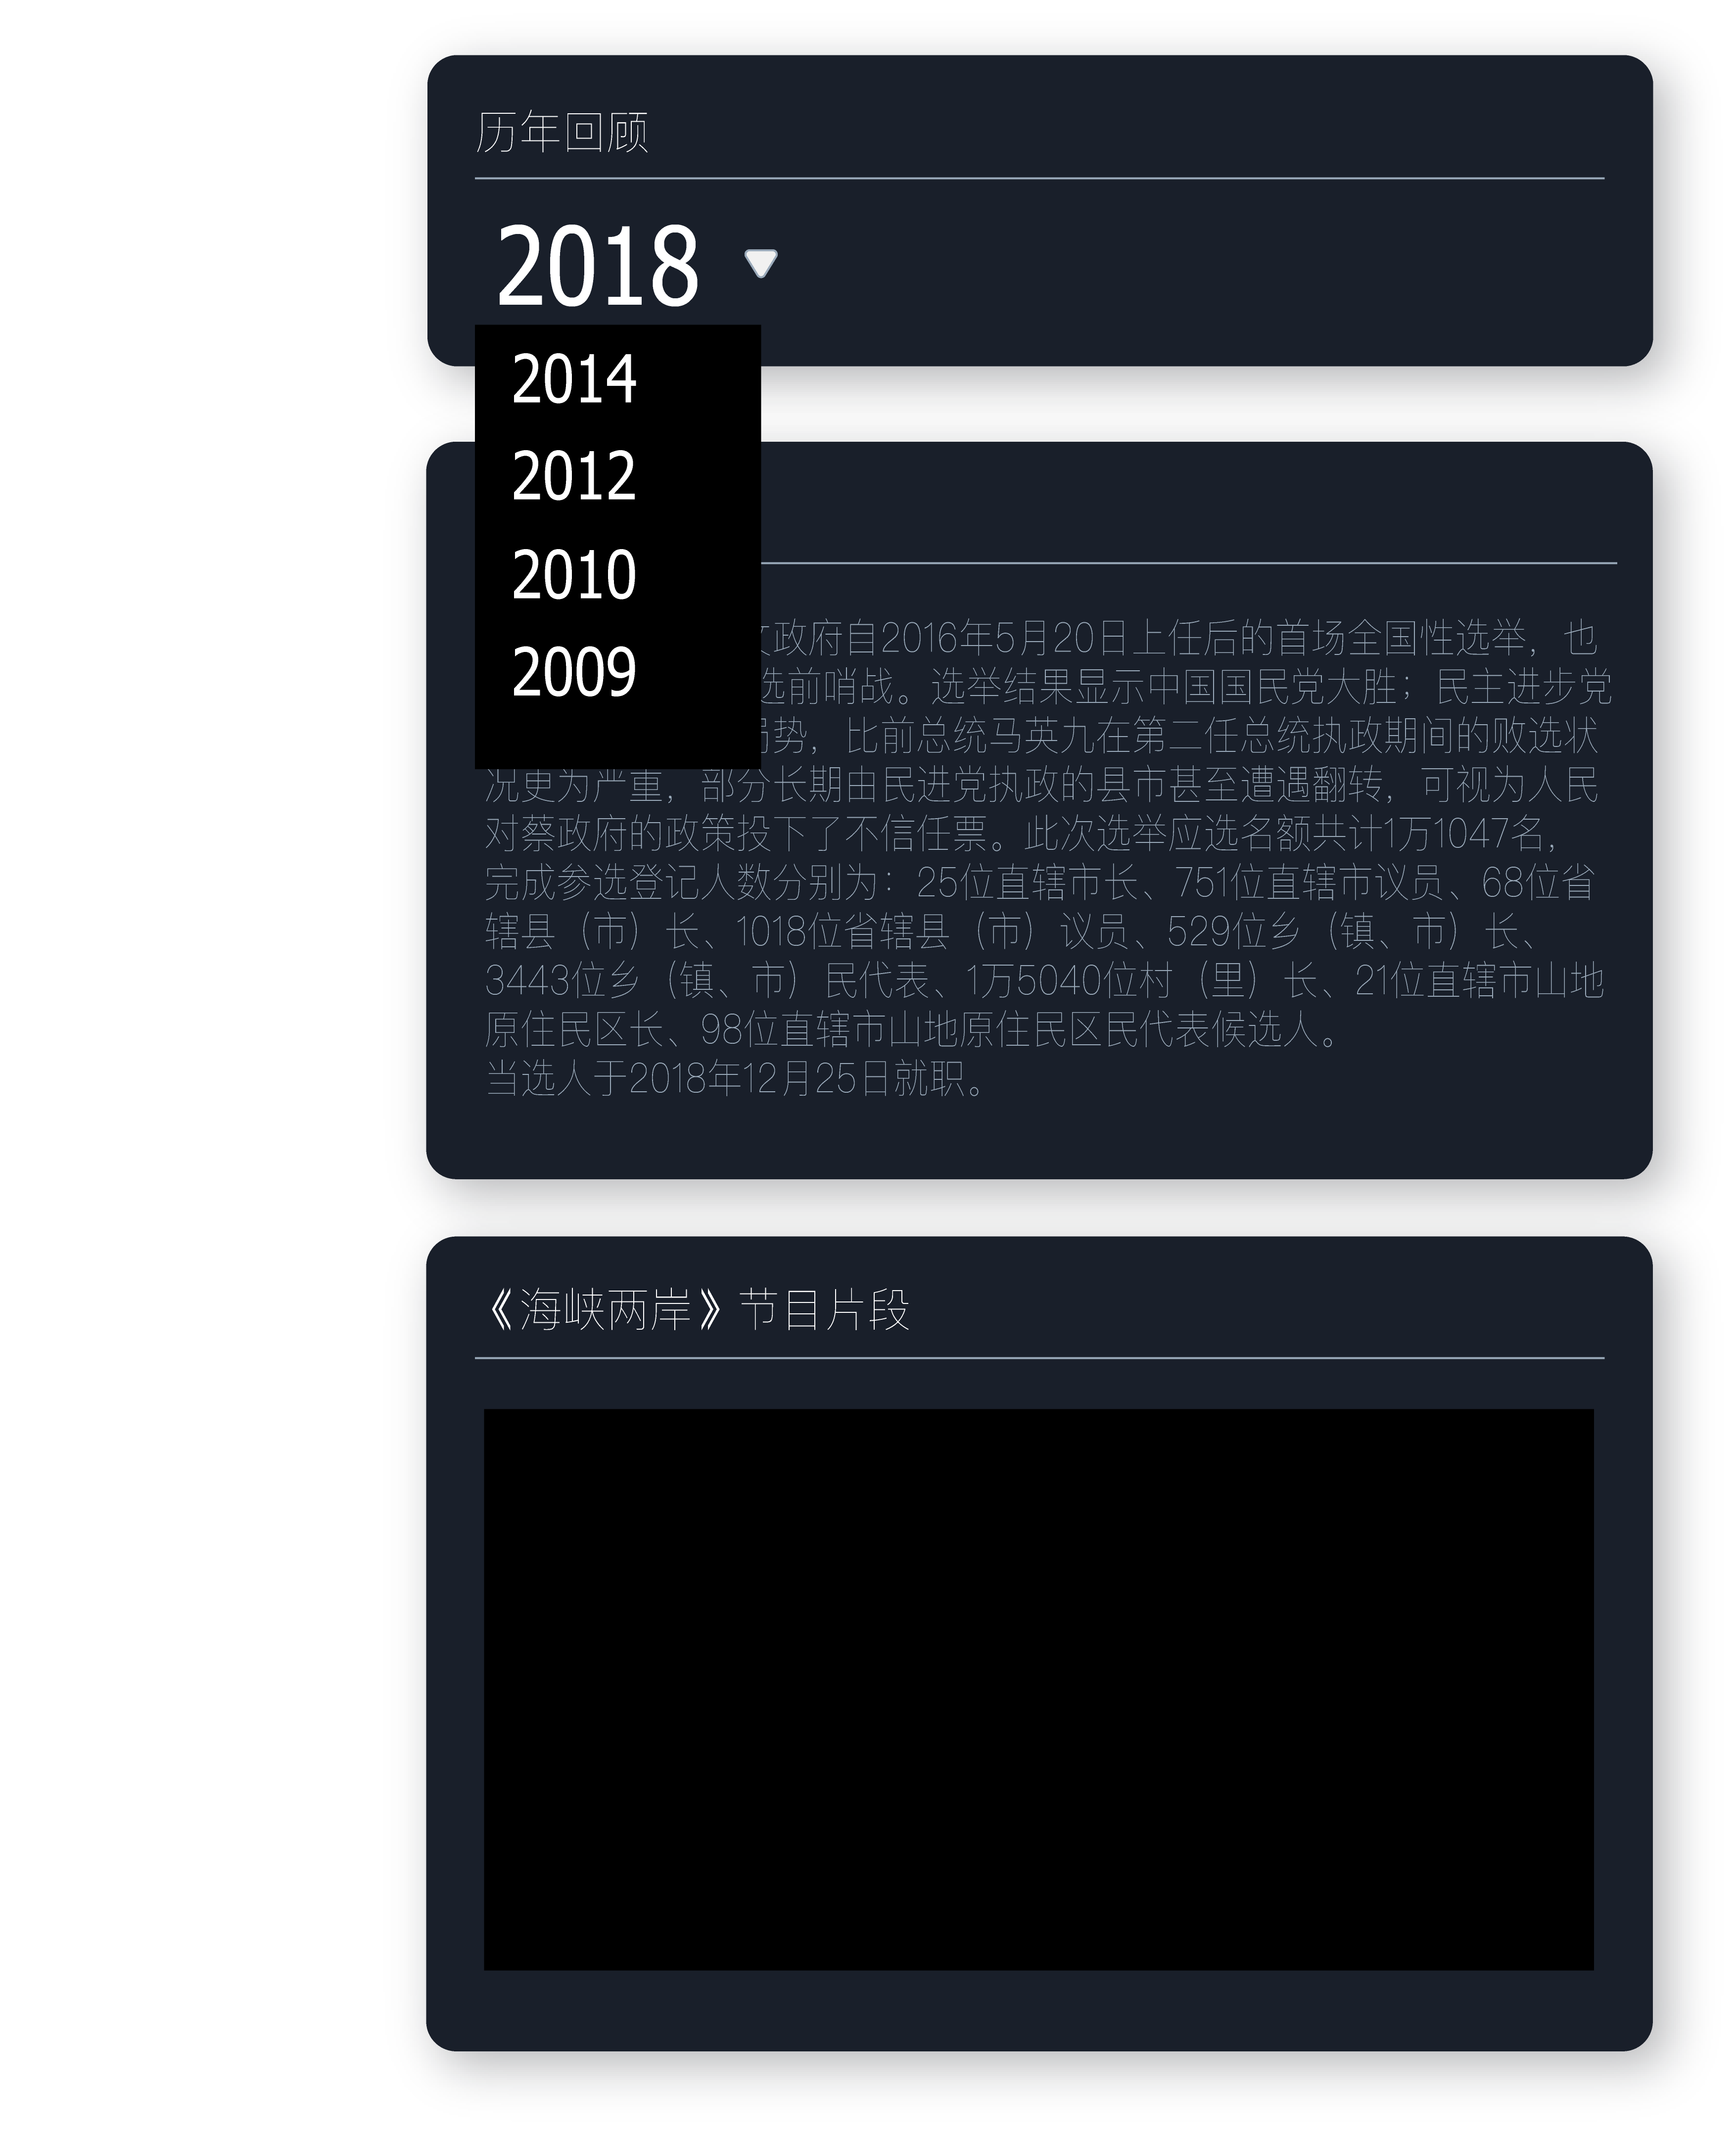 历年回顾
2018
2014
2012
2010
2009
政府自2016年5月20日上任后的首场全国性选举，也
选前哨战。选举结果显示中国国民党大胜；民主进步党
势，比前总统马英九在第二任总统执政期间的败选状
况更为严重，部分长期由民进党执政的县市甚至遭遇翻转，可视为人民
对蔡政府的政策投下了不信任票。此次选举应选名额共计1万1047名，
完成参选登记人数分别为：25位直辖市长、751位直辖市议员、68位省
辖县（市）长、1018位省辖县（市）议员、529位乡（镇、市）长、
3443位乡（镇、市）民代表、1万5040位村（里）长、21位直辖市山地
原住民区长、98位直辖市山地原住民区民代表候选人。
当选人于2018年12月25日就职。
《海峡两岸》节目片段